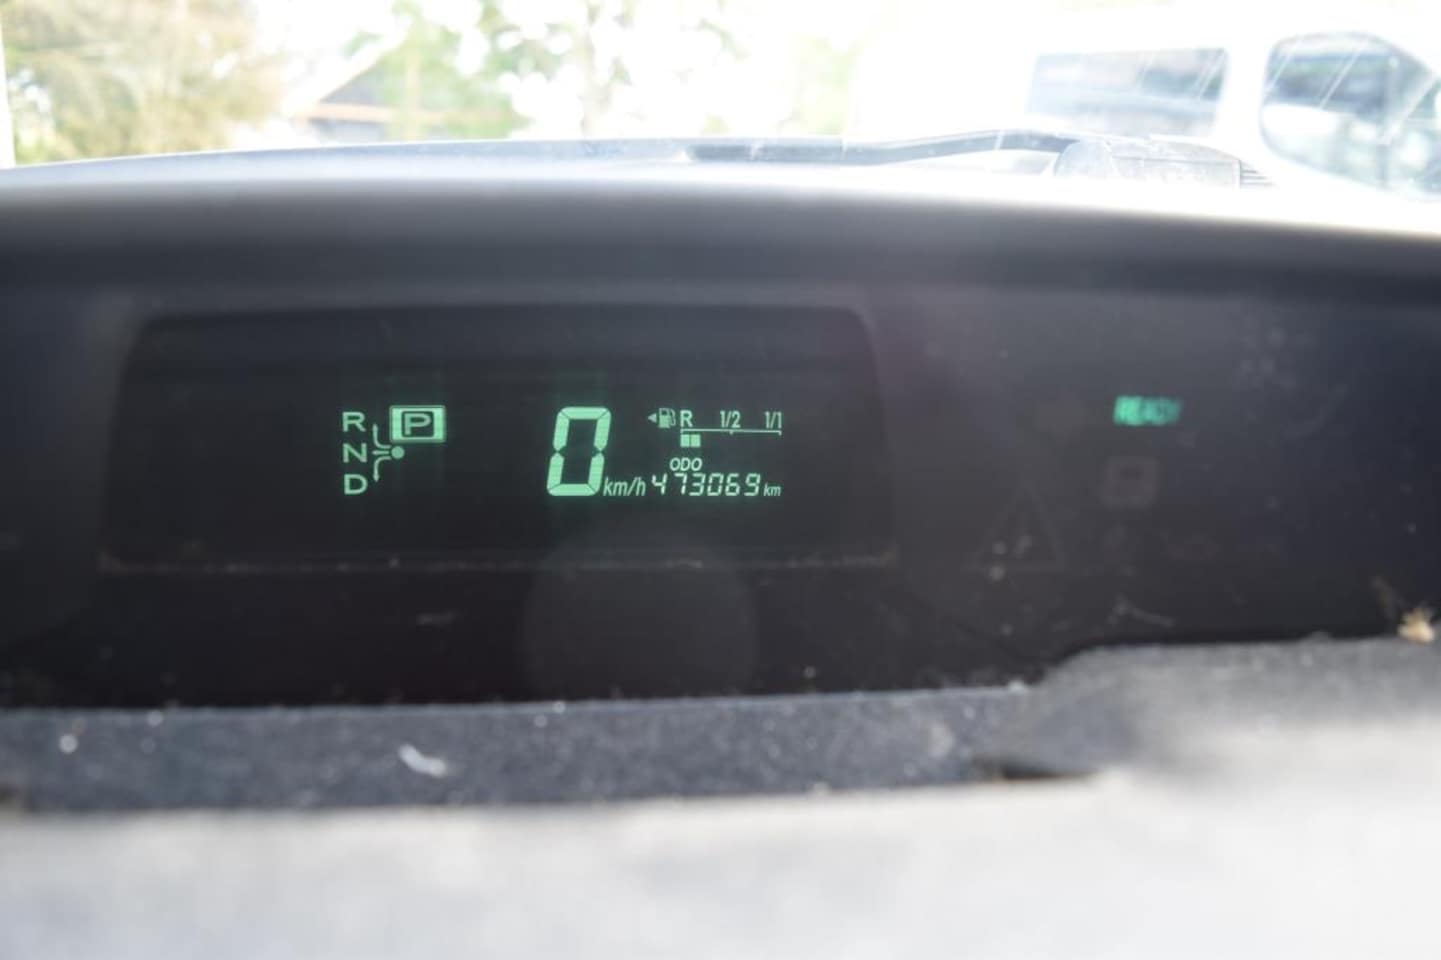 R P
N
D
0 km/h
R 1/2 1/1
ODO
473069 km
READY